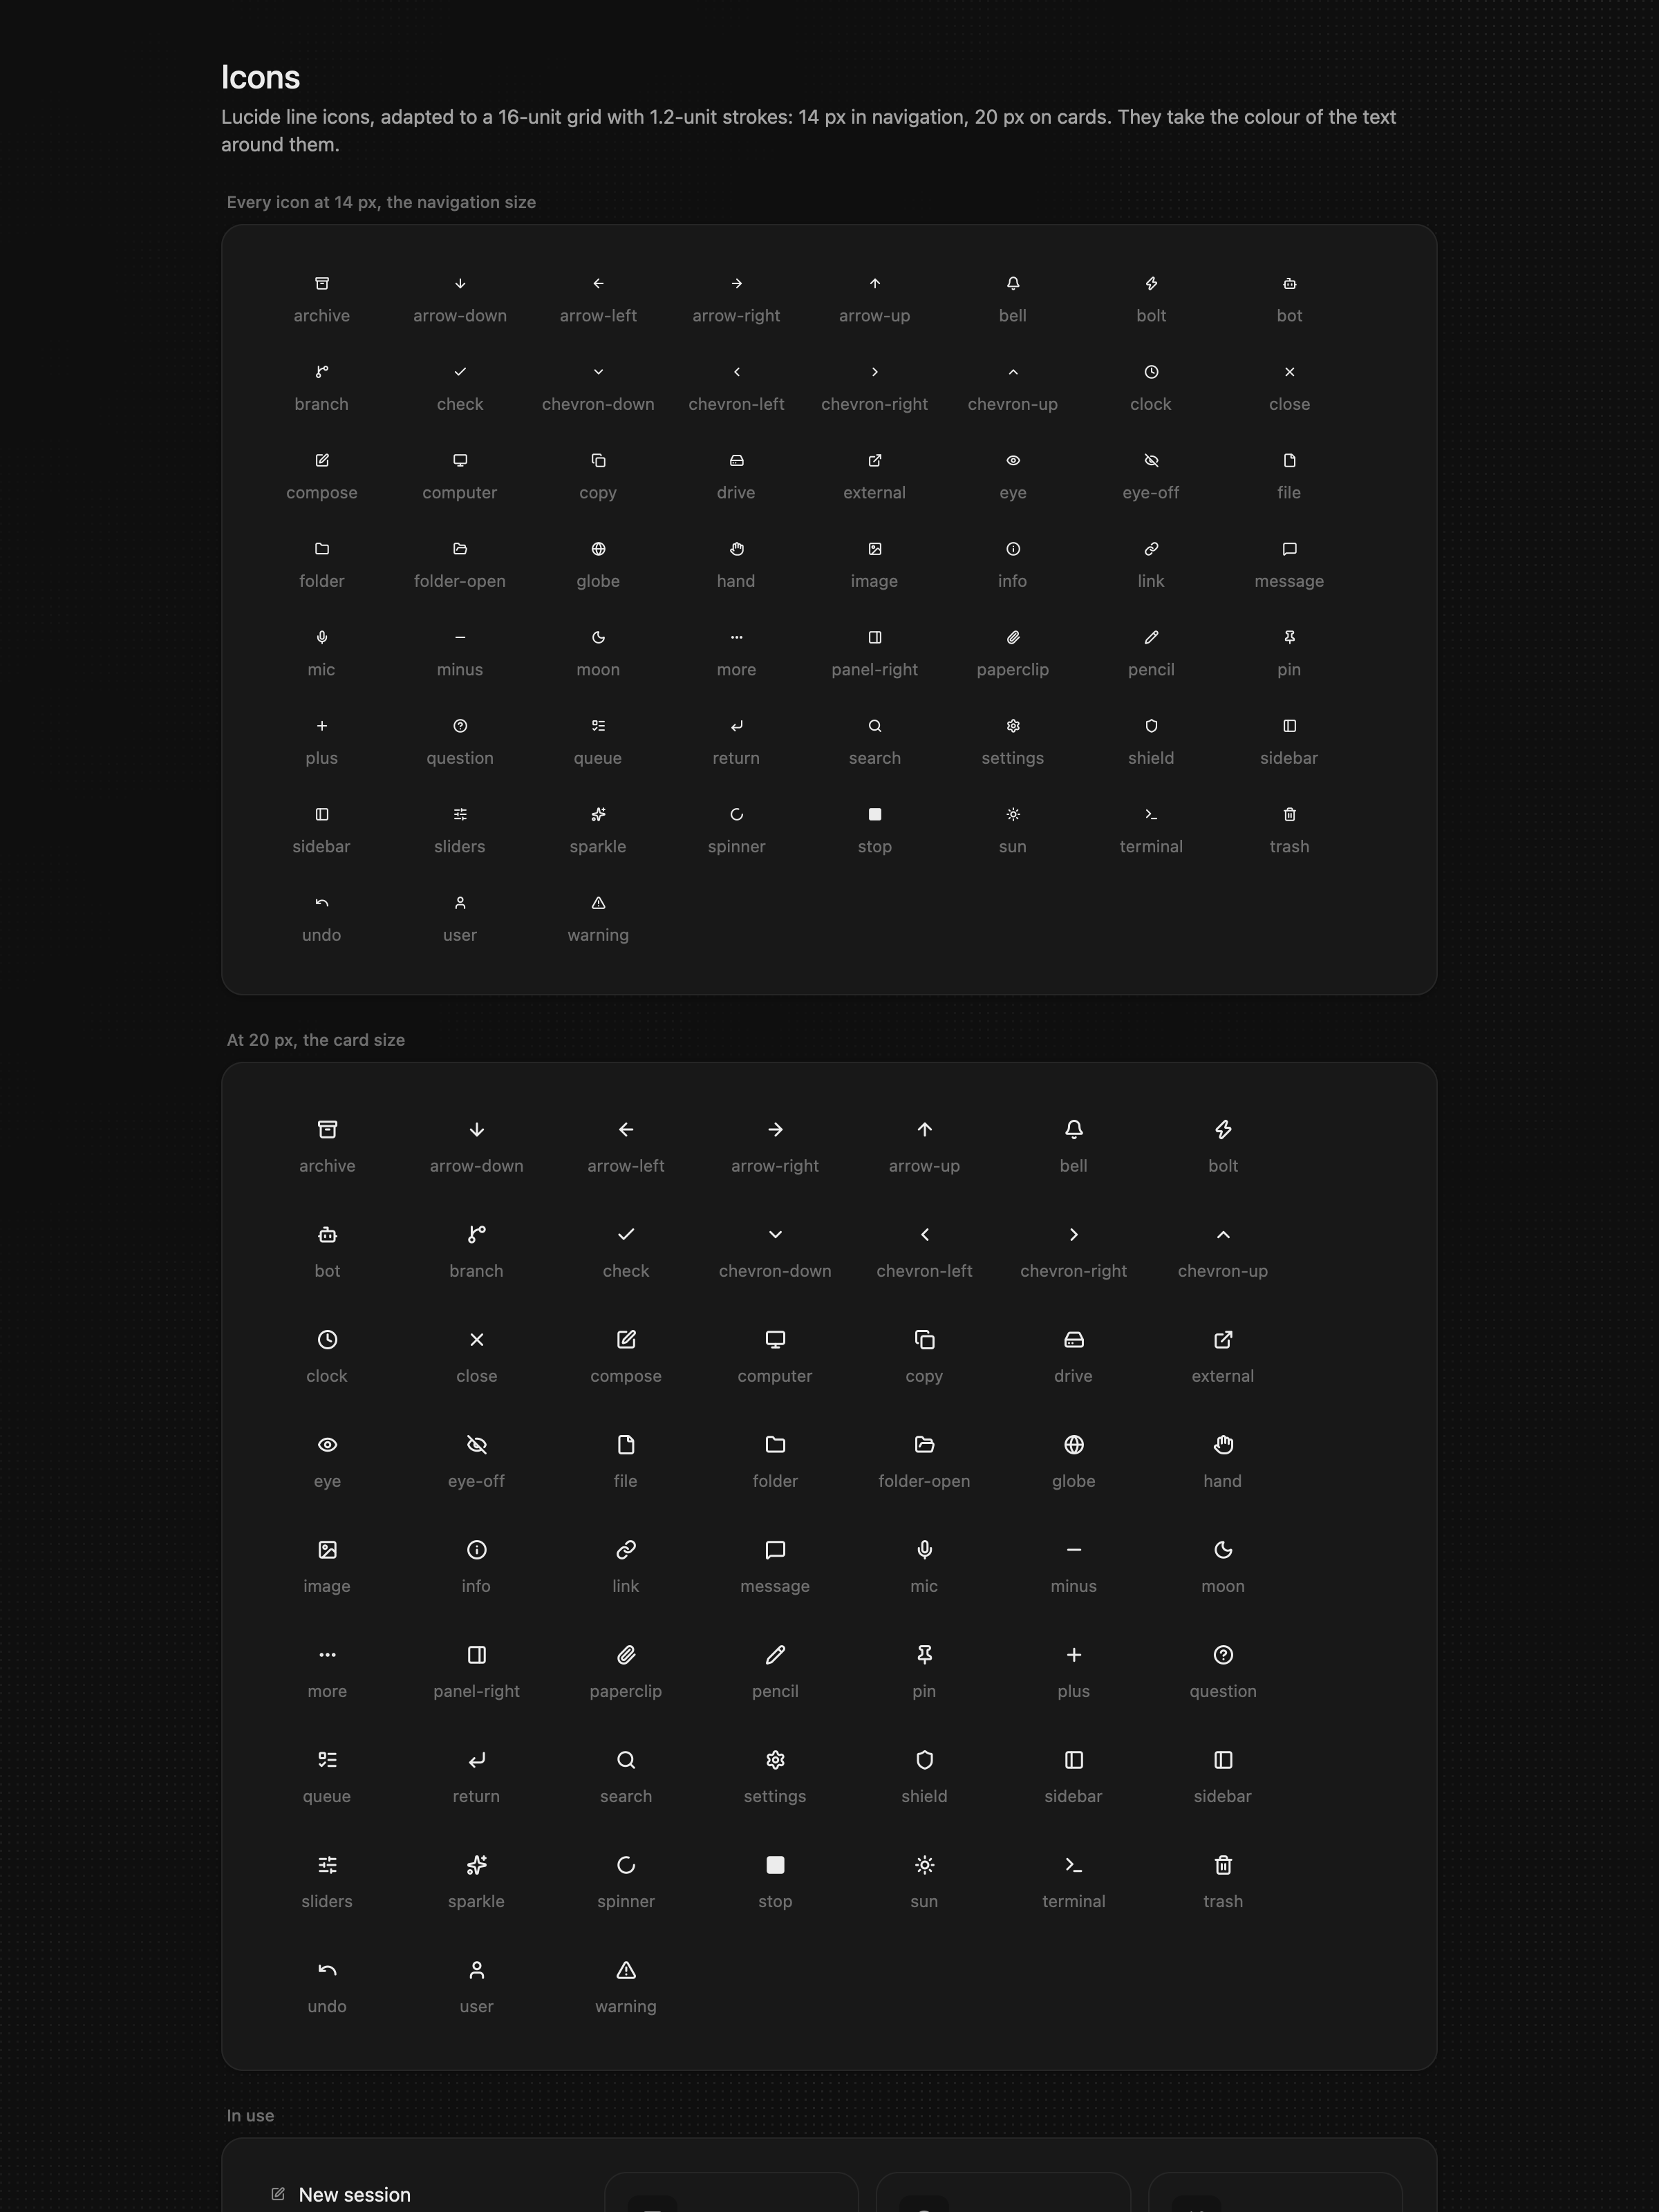 Icons
Lucide line icons, adapted to a 16-unit grid with 1.2-unit strokes: 14 px in navigation, 20 px on cards. They take the colour of the text
around them.
Every icon at 14 px, the navigation size
archive arrow-down arrow-left arrow-right arrow-up bell bolt bot
branch check chevron-down chevron-left chevron-right chevron-up clock close
compose computer copy drive external eye eye-off file
folder folder-open globe hand image info link message
mic minus moon more panel-right paperclip pencil pin
plus question queue return search settings shield sidebar
sidebar sliders sparkle spinner stop sun terminal trash
undo user warning
At 20 px, the card size
archive arrow-down arrow-left arrow-right arrow-up bell bolt
bot branch check chevron-down chevron-left chevron-right chevron-up
clock close compose computer copy drive external
eye eye-off file folder folder-open globe hand
image info link message mic minus moon
more panel-right paperclip pencil pin plus question
queue return search settings shield sidebar sidebar
sliders sparkle spinner stop sun terminal trash
undo user warning
In use
New session